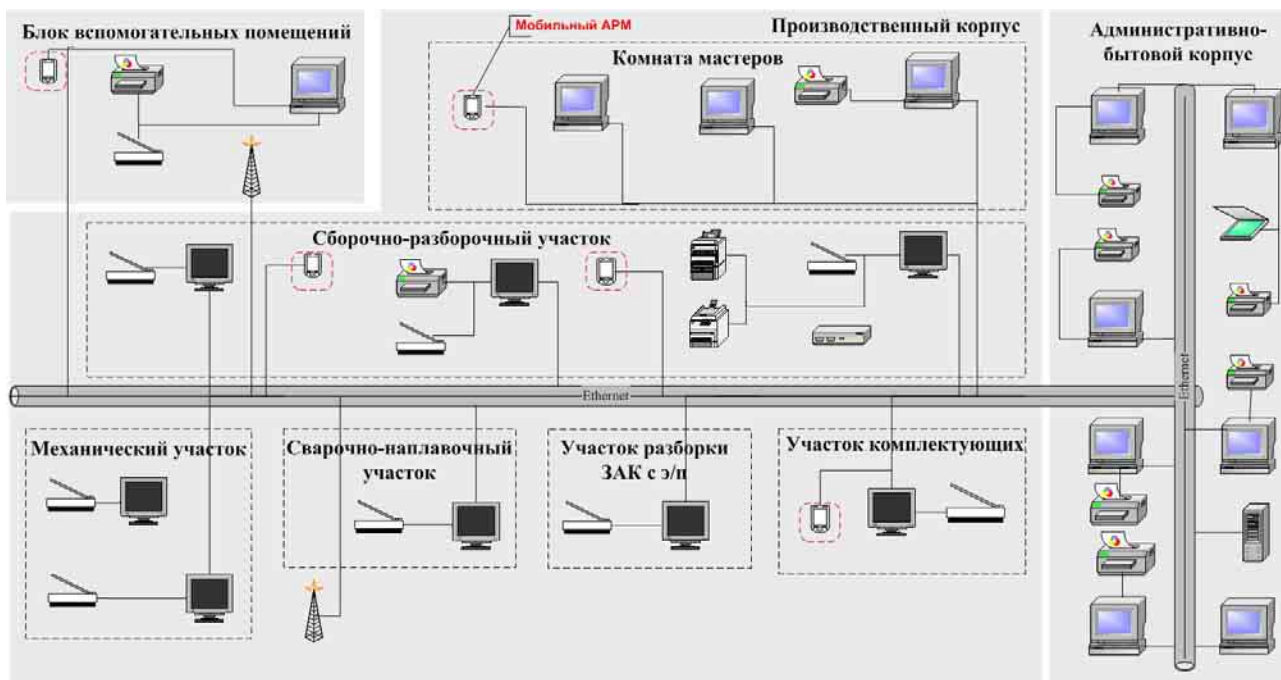 Блок вспомогательных помещений
Мобильный АРМ
Производственный корпус
Комната мастеров
Административно-
бытовой корпус
Сборочно-разборочный участок
Ethernet
Ethernet
Механический участок
Сварочно-наплавочный
участок
Участок разборки
ЗАК с э/п
Участок комплектующих